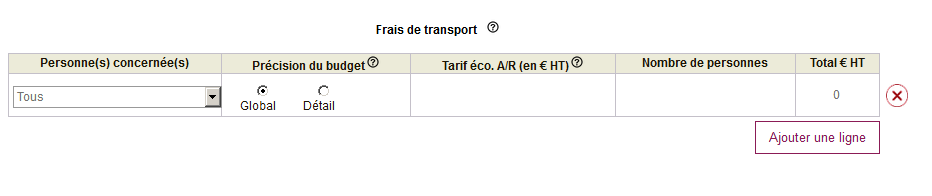 Frais de transport
Personne(s) concernée(s) Précision du budget Tarif éco. A/R (en € HT) Nombre de personnes Total € HT
Tous Global Détail 0
Ajouter une ligne